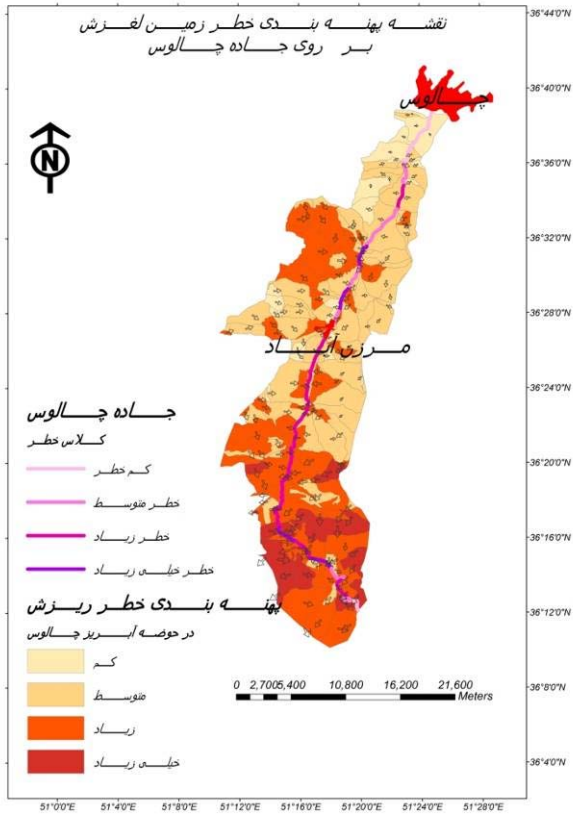 نقشه پهنه بندی خطر زمین لغزش
بر روی جاده چالوس
چالوس
N
مرزن آباد
جاده چالوس
کلاس خطر
کم خطر
خطر متوسط
خطر زیاد
خطر خیلی زیاد
پهنه بندی خطر ریزش
در حوضه آبریز چالوس
کم
متوسط
زیاد
خیلی زیاد
0 2,7005,400 10,800 16,200 21,600
Meters
36°44'0"N
36°40'0"N
36°36'0"N
36°32'0"N
36°28'0"N
36°24'0"N
36°20'0"N
36°16'0"N
36°12'0"N
36°8'0"N
36°4'0"N
51°0'0"E 51°4'0"E 51°8'0"E 51°12'0"E 51°16'0"E 51°20'0"E 51°24'0"E 51°28'0"E